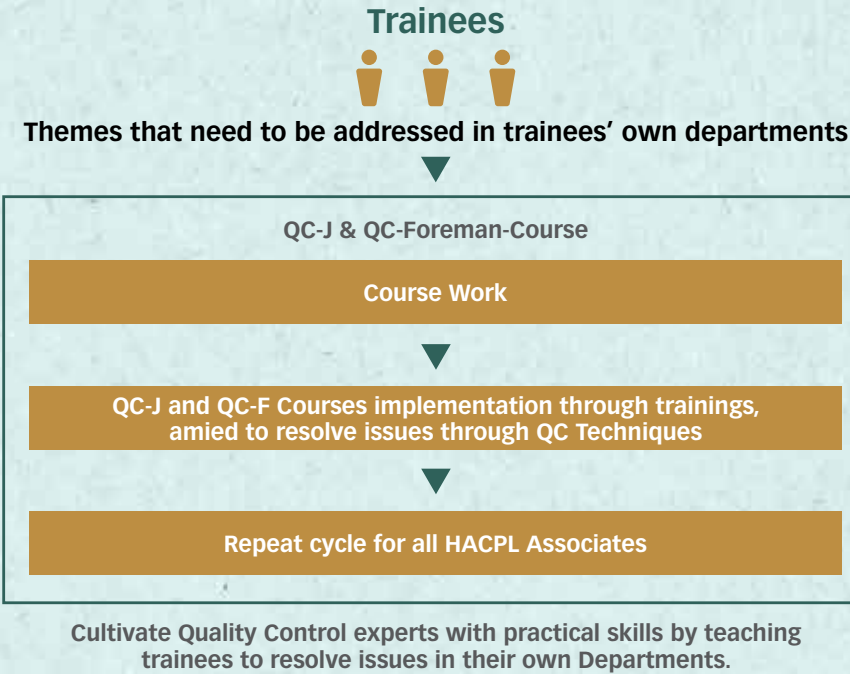 Trainees
Themes that need to be addressed in trainees’ own departments
QC-J & QC-Foreman-Course
Course Work
QC-J and QC-F Courses implementation through trainings,
amied to resolve issues through QC Techniques
Repeat cycle for all HACPL Associates
Cultivate Quality Control experts with practical skills by teaching
trainees to resolve issues in their own Departments.